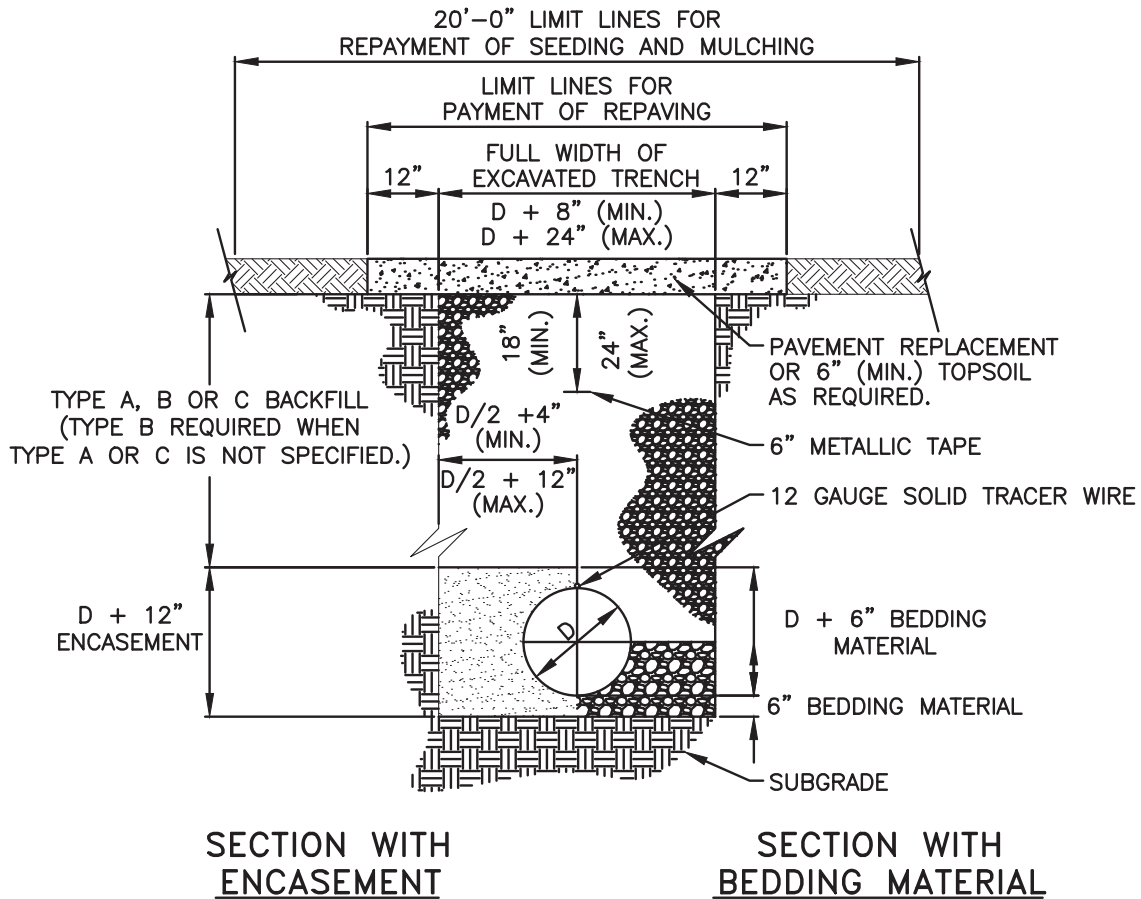 20'-0" LIMIT LINES FOR
REPAYMENT OF SEEDING AND MULCHING
LIMIT LINES FOR
PAYMENT OF REPAVING
FULL WIDTH OF
EXCAVATED TRENCH
12"
12"
D + 8" (MIN.)
D + 24" (MAX.)
18"
(MIN.)
24"
(MAX.)
PAVEMENT REPLACEMENT
OR 6" (MIN.) TOPSOIL
AS REQUIRED.
TYPE A, B OR C BACKFILL
(TYPE B REQUIRED WHEN
TYPE A OR C IS NOT SPECIFIED.)
D/2 +4"
(MIN.)
D/2 + 12"
(MAX.)
6" METALLIC TAPE
12 GAUGE SOLID TRACER WIRE
D + 12"
ENCASEMENT
D
D + 6" BEDDING
MATERIAL
6" BEDDING MATERIAL
SUBGRADE
SECTION WITH
ENCASEMENT
SECTION WITH
BEDDING MATERIAL